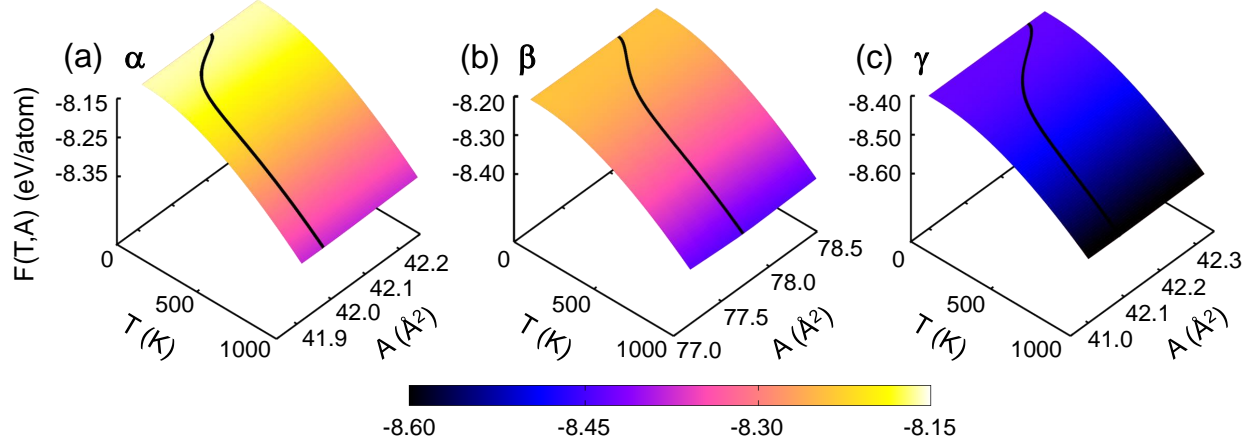 (a) α
F(T,A) (eV/atom)
-8.15
-8.25
-8.35
0
500
1000
T (K)
41.9
42.0
42.1
42.2
A (Å²)
(b) β
-8.20
-8.30
-8.40
0
500
1000
T (K)
77.0
77.5
78.0
78.5
A (Å²)
(c) γ
-8.40
-8.50
-8.60
0
500
1000
T (K)
41.0
42.1
42.2
42.3
A (Å²)
-8.60 -8.45 -8.30 -8.15